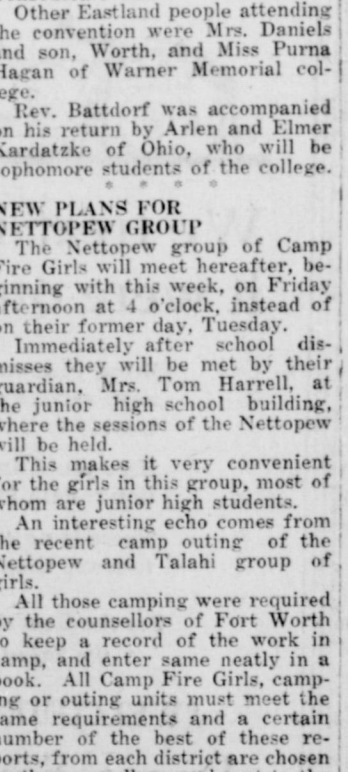 Other Eastland people attending
he convention were Mrs. Daniels
nd son, Worth, and Miss Purna
Hagan of Warner Memorial col-
ege.
Rev. Battdorf was accompanied
n his return by Arlen and Elmer
Kardatzke of Ohio, who will be
ophomore students of the college.
* * * *
NEW PLANS FOR
NETTOPEW GROUP
The Nettopew group of Camp
Fire Girls will meet hereafter, be-
ginning with this week, on Friday
fternoon at 4 o'clock, instead of
n their former day, Tuesday.
Immediately after school dis-
misses they will be met by their
guardian, Mrs. Tom Harrell, at
he junior high school building,
where the sessions of the Nettopew
will be held.
This makes it very convenient
for the girls in this group, most of
whom are junior high students.
An interesting echo comes from
he recent camp outing of the
Nettopew and Talahi group of
girls.
All those camping were required
by the counsellors of Fort Worth
o keep a record of the work in
camp, and enter same neatly in a
book. All Camp Fire Girls, camp-
ng or outing units must meet the
same requirements and a certain
number of the best of these re-
ports, from each district are chosen